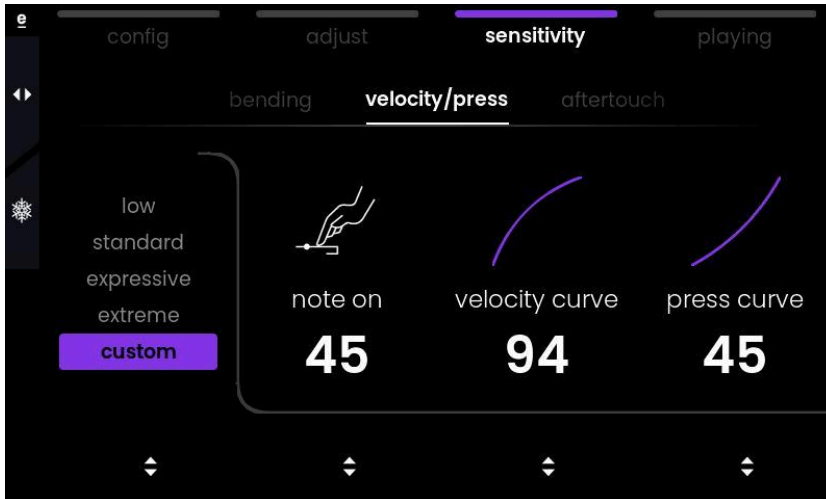 e
config adjust sensitivity playing
bending velocity/press aftertouch
low
standard
expressive
extreme
custom
note on velocity curve press curve
45 94 45